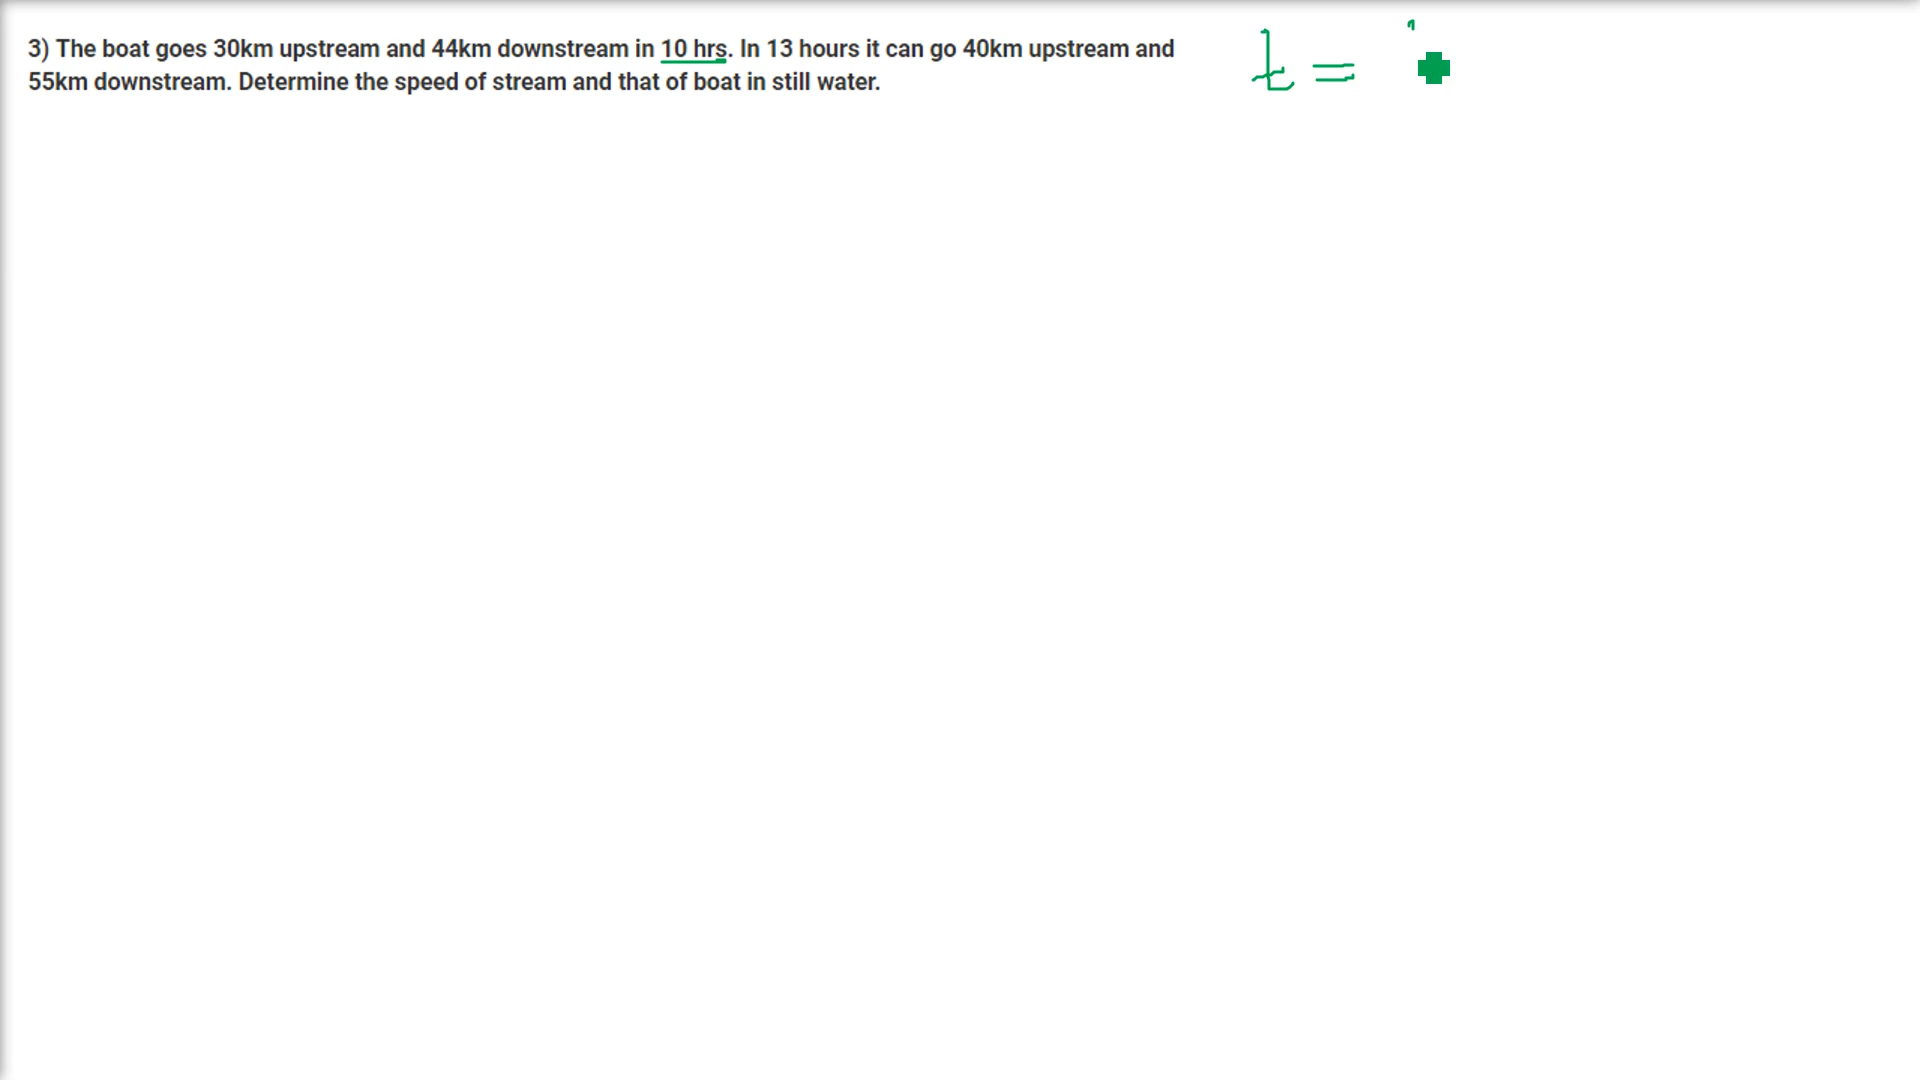 3) The boat goes 30km upstream and 44km downstream in 10 hrs. In 13 hours it can go 40km upstream and
55km downstream. Determine the speed of stream and that of boat in still water.
t =